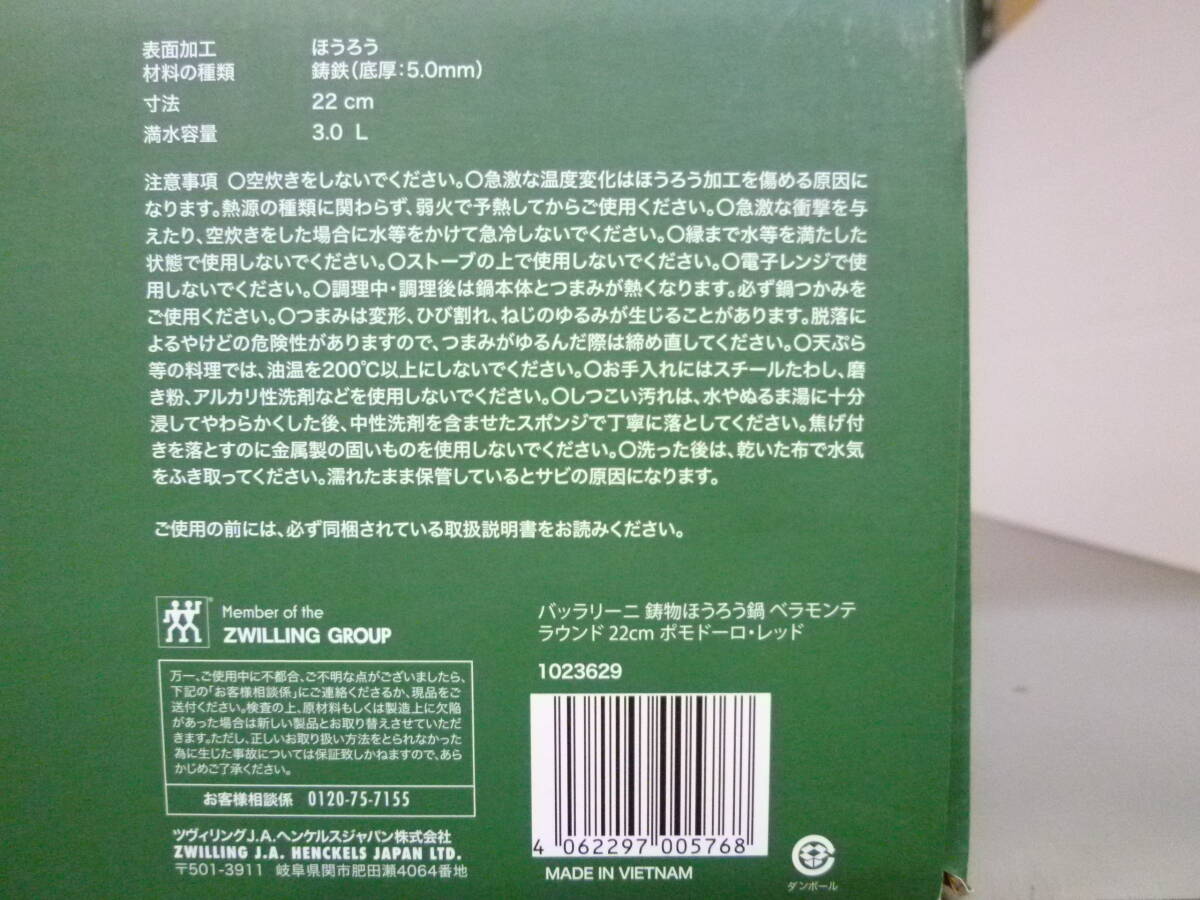 表面加工 ほうろう
材料の種類 鋳鉄(底厚:5.0mm)
寸法 22 cm
満水容量 3.0 L
注意事項 〇空炊きをしないでください。〇急激な温度変化はほうろう加工を傷める原因に
なります。熱源の種類に関わらず、弱火で予熱してからご使用ください。〇急激な衝撃を与
えたり、空炊きをした場合に水等をかけて急冷しないでください。〇縁まで水等を満たした
状態で使用しないでください。〇ストーブの上で使用しないでください。〇電子レンジで使
用しないでください。〇調理中・調理後は鍋本体とつまみが熱くなります。必ず鍋つかみを
ご使用ください。〇つまみは変形、ひび割れ、ねじのゆるみが生じることがあります。脱落に
よるやけどの危険性がありますので、つまみがゆるんだ際は締め直してください。〇天ぷら
等の料理では、油温を200℃以上にしないでください。〇お手入れにはスチールたわし、磨
き粉、アルカリ性洗剤などを使用しないでください。〇しつこい汚れは、水やぬるま湯に十分
浸してやわらかくした後、中性洗剤を含ませたスポンジで丁寧に落としてください。焦げ付
きを落とすのに金属製の固いものを使用しないでください。〇洗った後は、乾いた布で水気
をふき取ってください。濡れたまま保管しているとサビの原因になります。
ご使用の前には、必ず同梱されている取扱説明書をお読みください。
Member of the
ZWILLING GROUP
万一、ご使用中に不都合、ご不明な点がございましたら、
下記の「お客様相談係」にご連絡くださるか、現品をご
送付ください。検査の上、原材料もしくは製造上に欠陥
があった場合は新しい製品とお取り替えさせていただ
きます。ただし、正しいお取り扱い方法をとられなかった
為に生じた事故については保証致しかねますので、あら
かじめご了承ください。
お客様相談係 0120-75-7155
ツヴィリングJ.A.ヘンケルスジャパン株式会社
ZWILLING J.A. HENCKELS JAPAN LTD.
〒501-3911 岐阜県関市肥田瀬4064番地
バッラリーニ 鋳物ほうろう鍋 ベラモンテ
ラウンド 22cm ポモドーロ・レッド
1023629
4 062297 005768
MADE IN VIETNAM
ダンボール